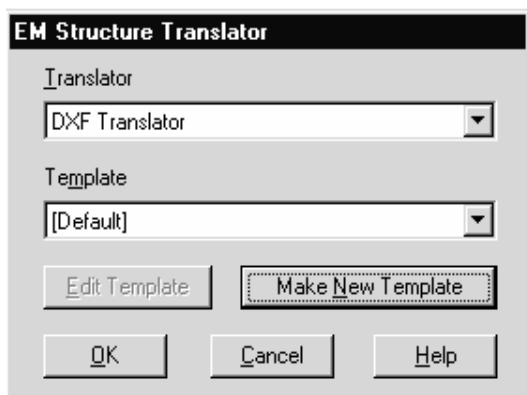 EM Structure Translator
Translator
DXF Translator
Template
[Default]
Edit Template Make New Template
OK Cancel Help